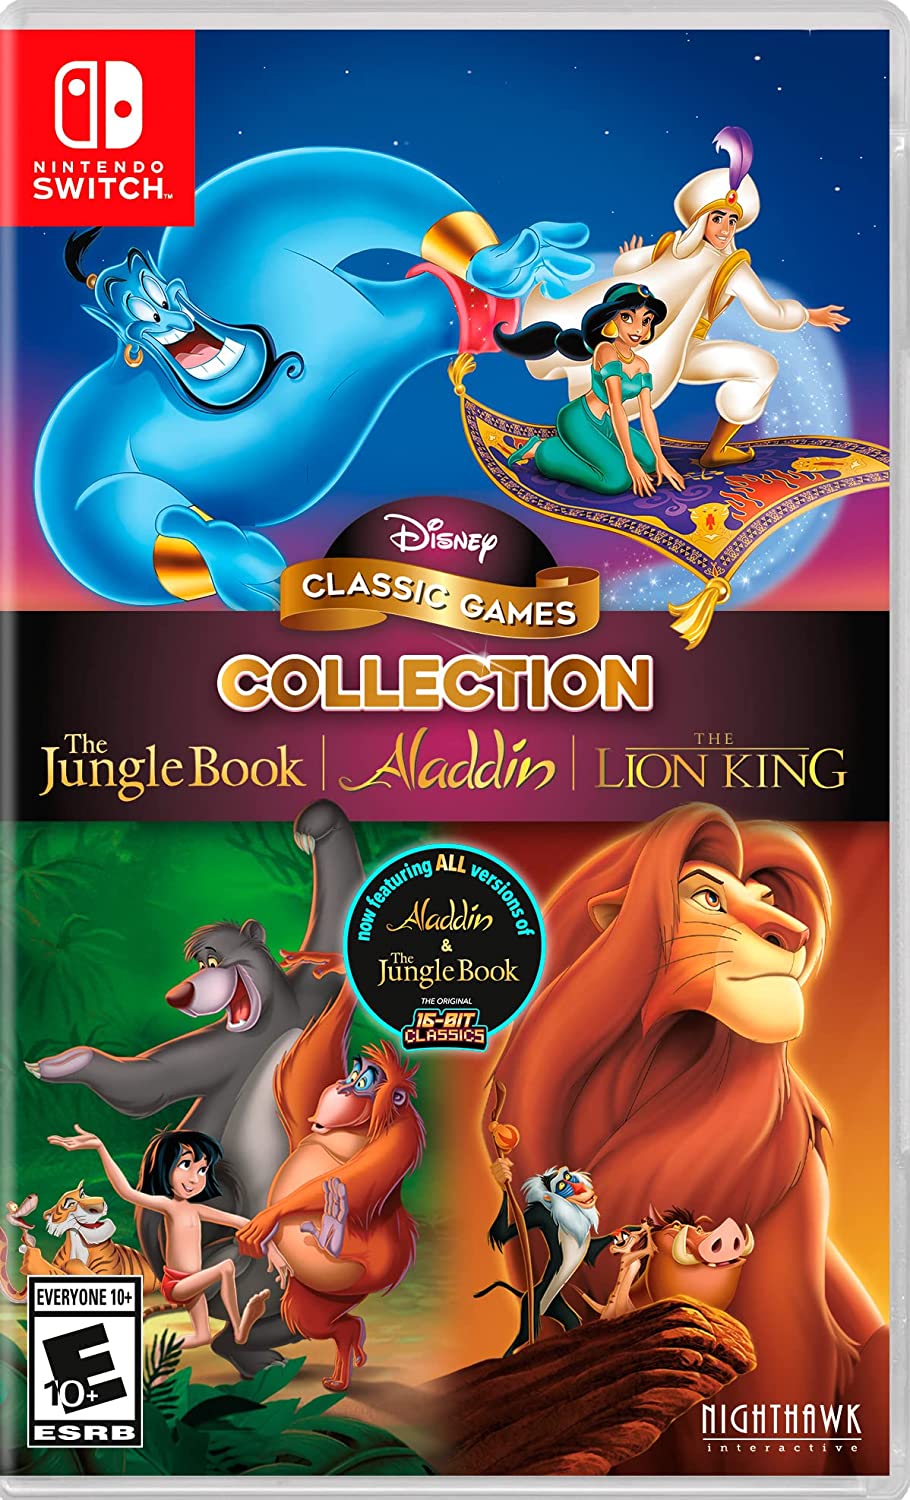 NINTENDO
SWITCH™
Disney
CLASSIC GAMES
COLLECTION
The Jungle Book | Aladdin | THE LION KING
now featuring ALL versions of
Aladdin
&
The Jungle Book
THE ORIGINAL
16-BIT
CLASSICS
EVERYONE 10+
E
10+
ESRB
NIGHTHAWK
interactive